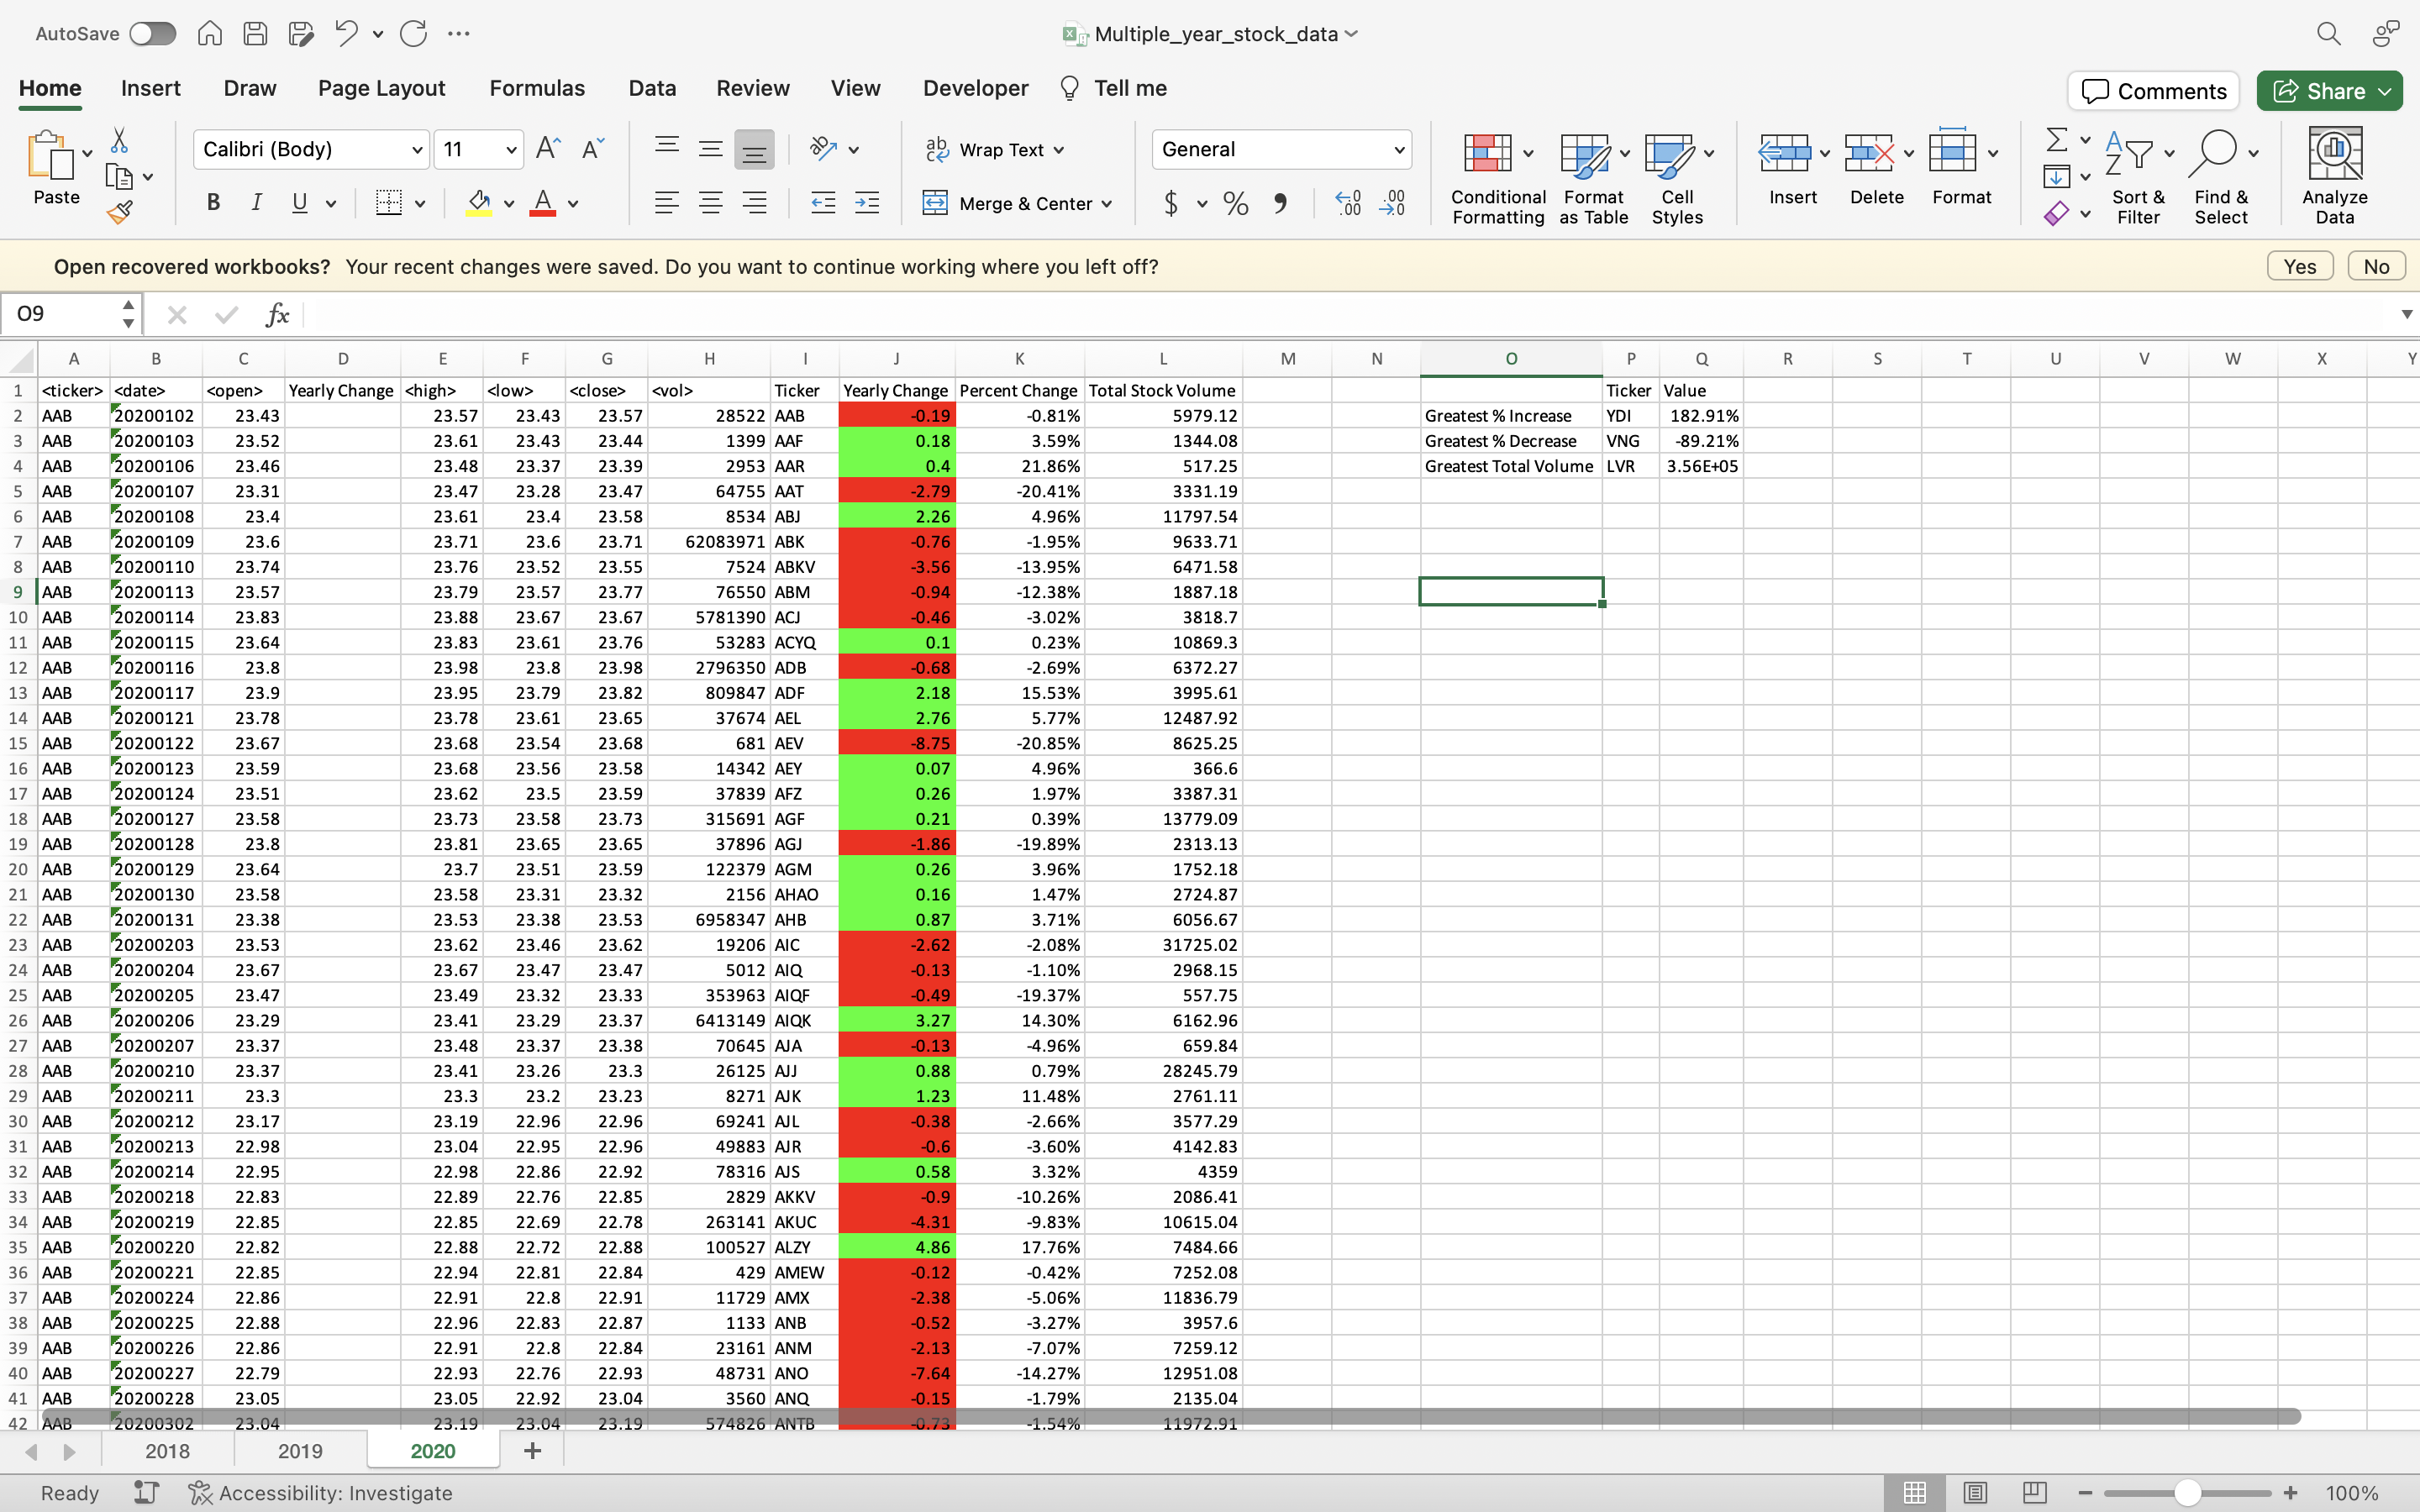 AutoSave
Multiple_year_stock_data
Home Insert Draw Page Layout Formulas Data Review View Developer Tell me Comments Share
Paste Calibri (Body) 11 A A Wrap Text General
B I U A Merge & Center $ % .00 .00
Conditional Formatting Format as Table Cell Styles Insert Delete Format Sort & Filter Find & Select Analyze Data
Open recovered workbooks? Your recent changes were saved. Do you want to continue working where you left off? Yes No
O9 fx
A B C D E F G H I J K L M N O P Q R S T U V W X Y
1 <ticker> <date> <open> Yearly Change <high> <low> <close> <vol> Ticker Yearly Change Percent Change Total Stock Volume Ticker Value
2 AAB 20200102 23.43 23.57 23.43 23.57 28522 AAB -0.19 -0.81% 5979.12 Greatest % Increase YDI 182.91%
3 AAB 20200103 23.52 23.61 23.43 23.44 1399 AAF 0.18 3.59% 1344.08 Greatest % Decrease VNG -89.21%
4 AAB 20200106 23.46 23.48 23.37 23.39 2953 AAR 0.4 21.86% 517.25 Greatest Total Volume LVR 3.56E+05
5 AAB 20200107 23.31 23.47 23.28 23.47 64755 AAT -2.79 -20.41% 3331.19
6 AAB 20200108 23.4 23.61 23.4 23.58 8534 ABJ 2.26 4.96% 11797.54
7 AAB 20200109 23.6 23.71 23.6 23.71 62083971 ABK -0.76 -1.95% 9633.71
8 AAB 20200110 23.74 23.76 23.52 23.55 7524 ABKV -3.56 -13.95% 6471.58
9 AAB 20200113 23.57 23.79 23.57 23.77 76550 ABM -0.94 -12.38% 1887.18
10 AAB 20200114 23.83 23.88 23.67 23.67 5781390 ACJ -0.46 -3.02% 3818.7
11 AAB 20200115 23.64 23.83 23.61 23.76 53283 ACYQ 0.1 0.23% 10869.3
12 AAB 20200116 23.8 23.98 23.8 23.98 2796350 ADB -0.68 -2.69% 6372.27
13 AAB 20200117 23.9 23.95 23.79 23.82 809847 ADF 2.18 15.53% 3995.61
14 AAB 20200121 23.78 23.78 23.61 23.65 37674 AEL 2.76 5.77% 12487.92
15 AAB 20200122 23.67 23.68 23.54 23.68 681 AEV -8.75 -20.85% 8625.25
16 AAB 20200123 23.59 23.68 23.56 23.58 14342 AEY 0.07 4.96% 366.6
17 AAB 20200124 23.51 23.62 23.5 23.59 37839 AFZ 0.26 1.97% 3387.31
18 AAB 20200127 23.58 23.73 23.58 23.73 315691 AGF 0.21 0.39% 13779.09
19 AAB 20200128 23.8 23.81 23.65 23.65 37896 AGJ -1.86 -19.89% 2313.13
20 AAB 20200129 23.64 23.7 23.51 23.59 122379 AGM 0.26 3.96% 1752.18
21 AAB 20200130 23.58 23.58 23.31 23.32 2156 AHAO 0.16 1.47% 2724.87
22 AAB 20200131 23.38 23.53 23.38 23.53 6958347 AHB 0.87 3.71% 6056.67
23 AAB 20200203 23.53 23.62 23.46 23.62 19206 AIC -2.62 -2.08% 31725.02
24 AAB 20200204 23.67 23.67 23.47 23.47 5012 AIQ -0.13 -1.10% 2968.15
25 AAB 20200205 23.47 23.49 23.32 23.33 353963 AIQF -0.49 -19.37% 557.75
26 AAB 20200206 23.29 23.41 23.29 23.37 6413149 AIQK 3.27 14.30% 6162.96
27 AAB 20200207 23.37 23.48 23.37 23.38 70645 AJA -0.13 -4.96% 659.84
28 AAB 20200210 23.37 23.41 23.26 23.3 26125 AJJ 0.88 0.79% 28245.79
29 AAB 20200211 23.3 23.3 23.2 23.23 8271 AJK 1.23 11.48% 2761.11
30 AAB 20200212 23.17 23.19 22.96 22.96 69241 AJL -0.38 -2.66% 3577.29
31 AAB 20200213 22.98 23.04 22.95 22.96 49883 AJR -0.6 -3.60% 4142.83
32 AAB 20200214 22.95 22.98 22.86 22.92 78316 AJS 0.58 3.32% 4359
33 AAB 20200218 22.83 22.89 22.76 22.85 2829 AKKV -0.9 -10.26% 2086.41
34 AAB 20200219 22.85 22.85 22.69 22.78 263141 AKUC -4.31 -9.83% 10615.04
35 AAB 20200220 22.82 22.88 22.72 22.88 100527 ALZY 4.86 17.76% 7484.66
36 AAB 20200221 22.85 22.94 22.81 22.84 429 AMEW -0.12 -0.42% 7252.08
37 AAB 20200224 22.86 22.91 22.8 22.91 11729 AMX -2.38 -5.06% 11836.79
38 AAB 20200225 22.88 22.96 22.83 22.87 1133 ANB -0.52 -3.27% 3957.6
39 AAB 20200226 22.86 22.91 22.8 22.84 23161 ANM -2.13 -7.07% 7259.12
40 AAB 20200227 22.79 22.93 22.76 22.93 48731 ANO -7.64 -14.27% 12951.08
41 AAB 20200228 23.05 23.05 22.92 23.04 3560 ANQ -0.15 -1.79% 2135.04
42 AAB 20200302 23.04 23.19 23.04 23.19 574826 ANTB -0.73 -1.54% 11972.91
2018 2019 2020 +
Ready Accessibility: Investigate 100%